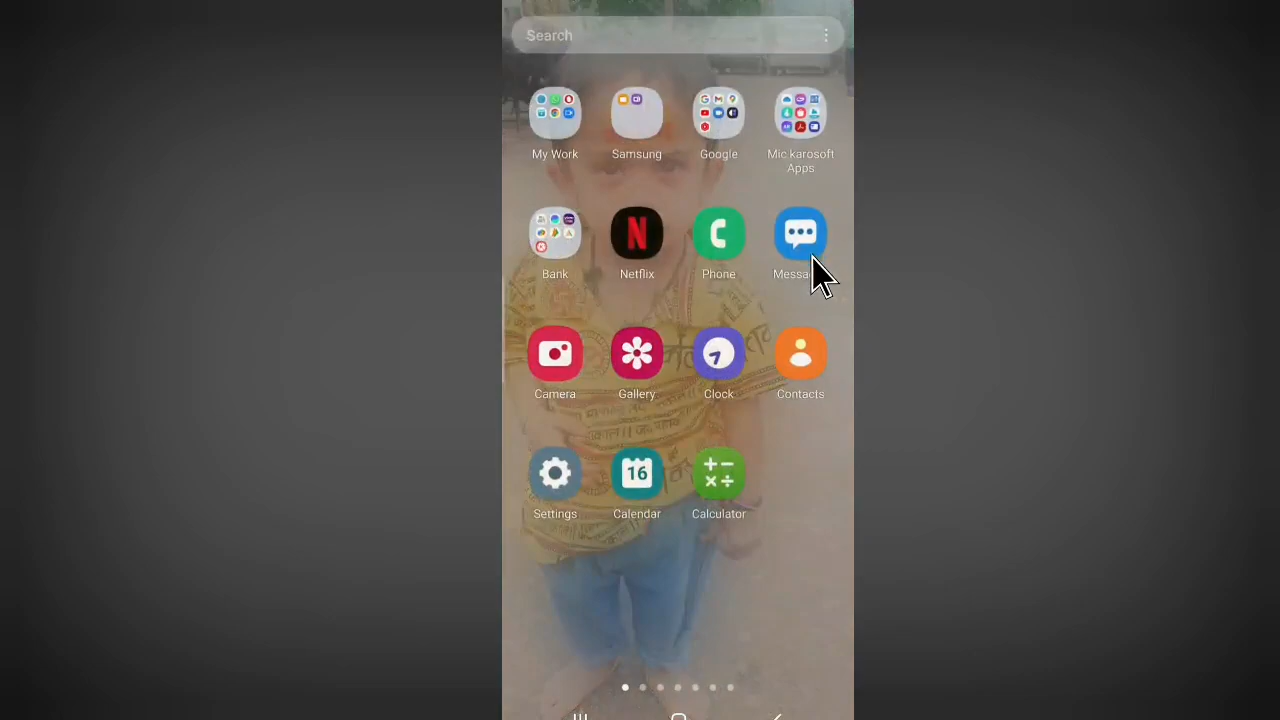 Search
My Work
Samsung
Google
Mic karosoft
Apps
Bank
Netflix
Phone
Camera
Gallery
Clock
Contacts
Settings
16
Calendar
Calculator